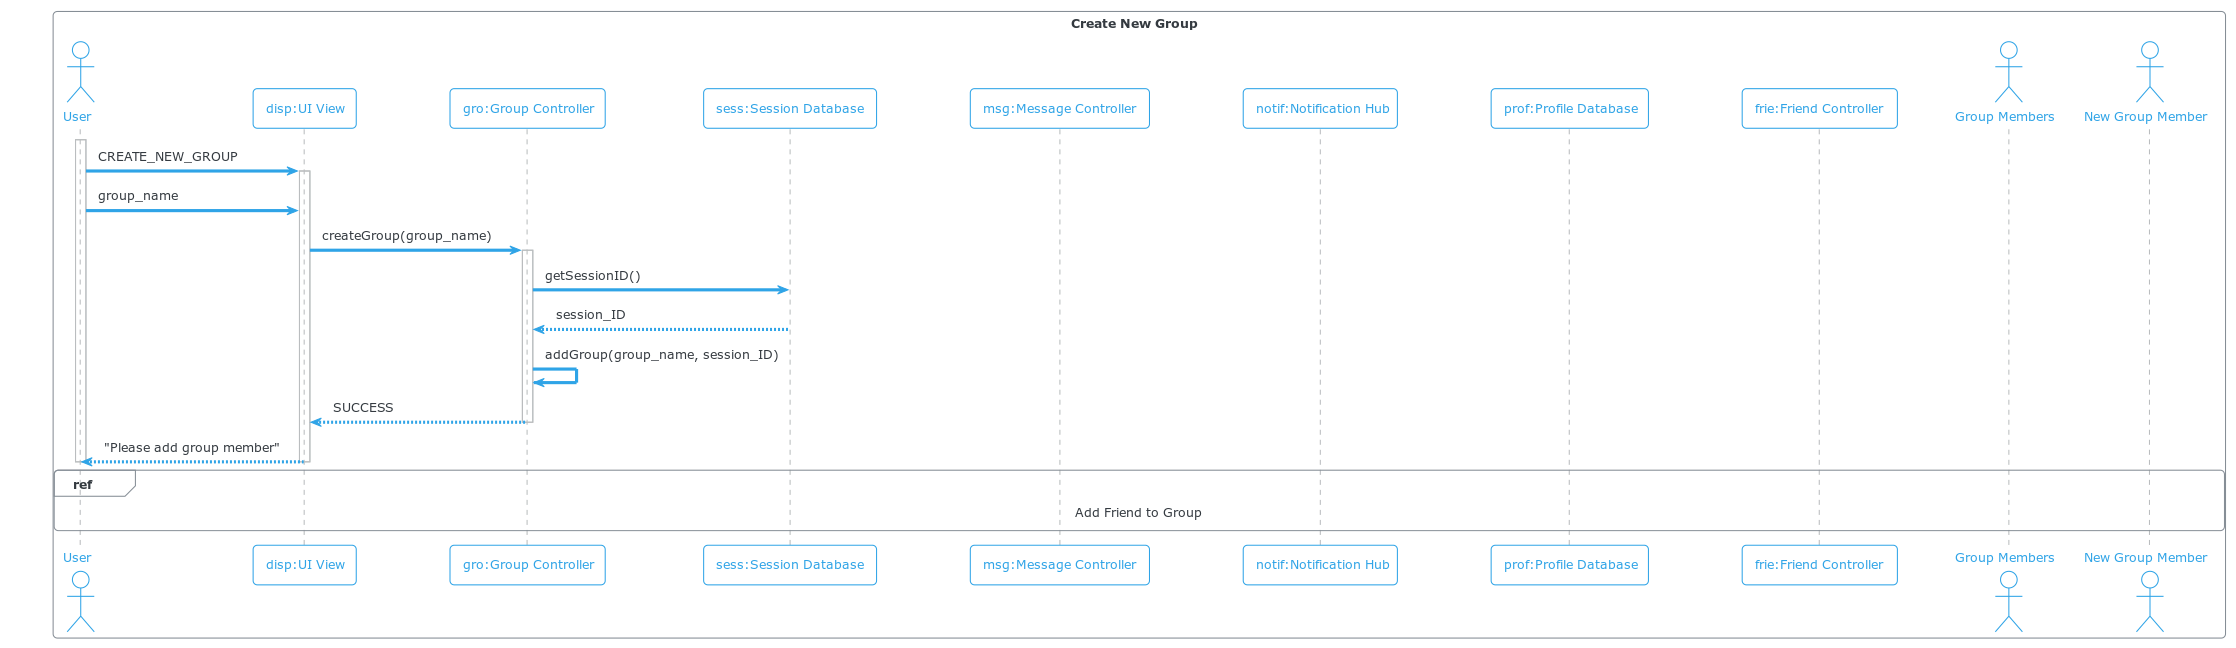 Create New Group
User
disp:UI View
gro:Group Controller
sess:Session Database
msg:Message Controller
notif:Notification Hub
prof:Profile Database
frie:Friend Controller
Group Members
New Group Member
CREATE_NEW_GROUP
group_name
createGroup(group_name)
getSessionID()
session_ID
addGroup(group_name, session_ID)
SUCCESS
"Please add group member"
ref
Add Friend to Group
User
disp:UI View
gro:Group Controller
sess:Session Database
msg:Message Controller
notif:Notification Hub
prof:Profile Database
frie:Friend Controller
Group Members
New Group Member